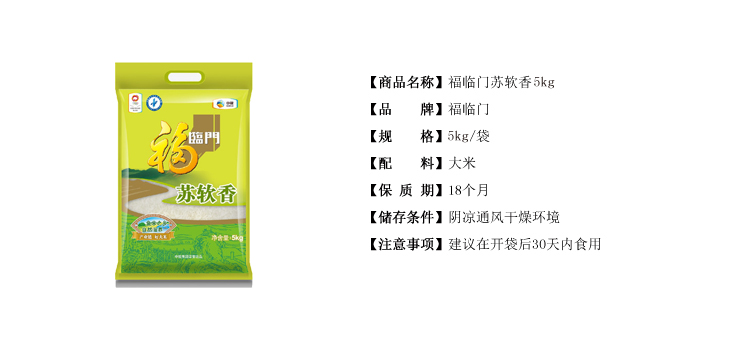 福
臨門
苏软香
净含量:5kg
【商品名称】福临门苏软香5kg
【品 牌】福临门
【规 格】5kg/袋
【配 料】大米
【保 质 期】18个月
【储存条件】阴凉通风干燥环境
【注意事项】建议在开袋后30天内食用